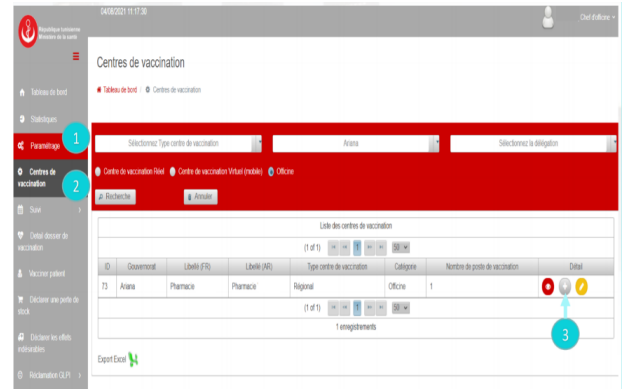 04/08/2021 11:17:30
Chef d'officine
République tunisienne
Ministère de la santé
Centres de vaccination
Tableau de bord
Centres de vaccination
Tableau de bord
Statistiques
Paramétrage
1
Centres de
vaccination
2
Suivi
Detail dossier de
vaccination
Vacciner patient
Déclarer une perte de
stock
Déclarer les effets
indésirables
Réclamation GLPI
Sélectionnez Type centre de vaccination
Ariana
Sélectionnez la délégation
Centre de vaccination Réel
Centre de vaccination Virtuel (mobile)
Officine
Recherche
Annuler
Liste des centres de vaccination
(1 of 1)
1
50
ID Gouvernorat Libellé (FR) Libellé (AR) Type centre de vaccination Catégorie Nombre de poste de vaccination Détail
73 Ariana Pharmacie Pharmacie Régional Officine 1
(1 of 1)
1
50
1 enregistrements
3
Export Excel